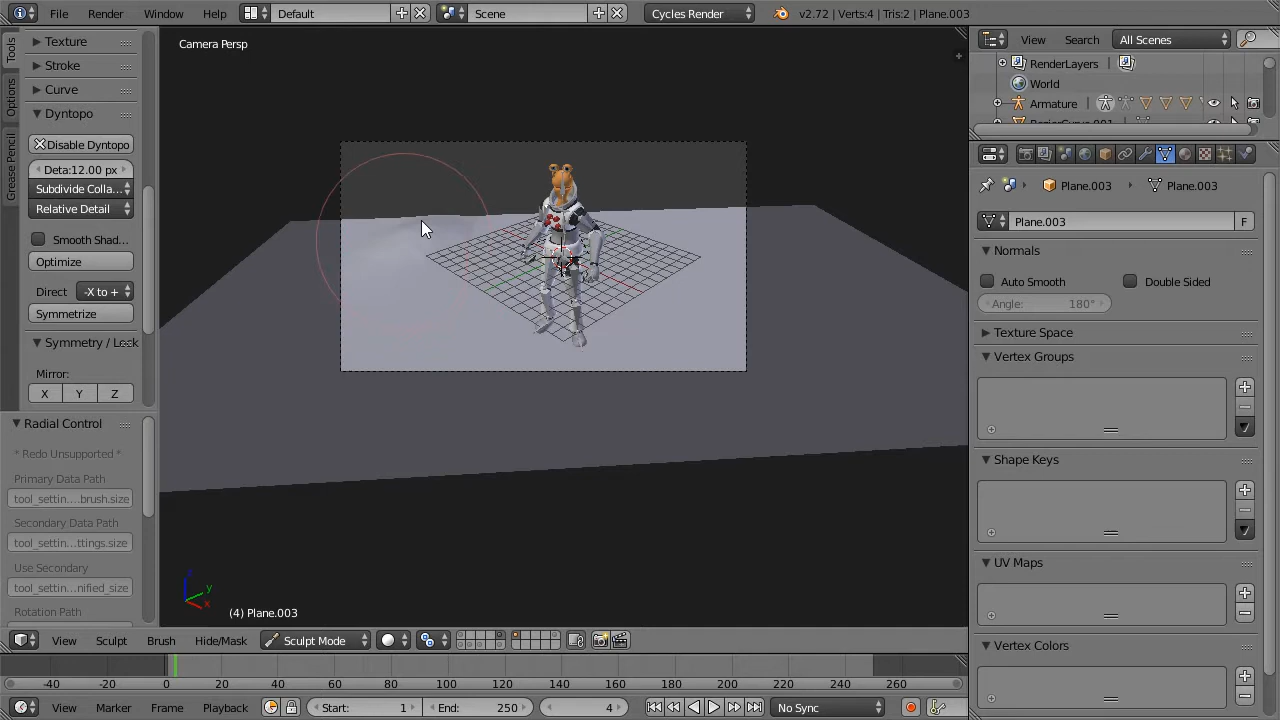 File Render Window Help Default Scene Cycles Render v2.72 | Verts:4 | Tris:2 | Plane.003
Tools
Options
Grease Pencil
Texture
Stroke
Curve
Dyntopo
Disable Dyntopo
Deta:12.00 px
Subdivide Colla...
Relative Detail
Smooth Shad...
Optimize
Direct -X to +
Symmetrize
Symmetry / Lock
Mirror:
X Y Z
Radial Control
* Redo Unsupported *
Primary Data Path
tool_settin....brush.size
Secondary Data Path
tool_settin...ttings.size
Use Secondary
tool_settin...nified_size
Rotation Path
Camera Persp
z
y
x
(4) Plane.003
View Sculpt Brush Hide/Mask Sculpt Mode
View Search All Scenes
RenderLayers
World
Armature
BezierCurve.001
Plane.003 Plane.003
Plane.003 F
Normals
Auto Smooth Double Sided
Angle: 180°
Texture Space
Vertex Groups
Shape Keys
UV Maps
Vertex Colors
-40 -20 0 20 40 60 80 100 120 140 160 180 200 220 240 260
View Marker Frame Playback Start: 1 End: 250 4 No Sync